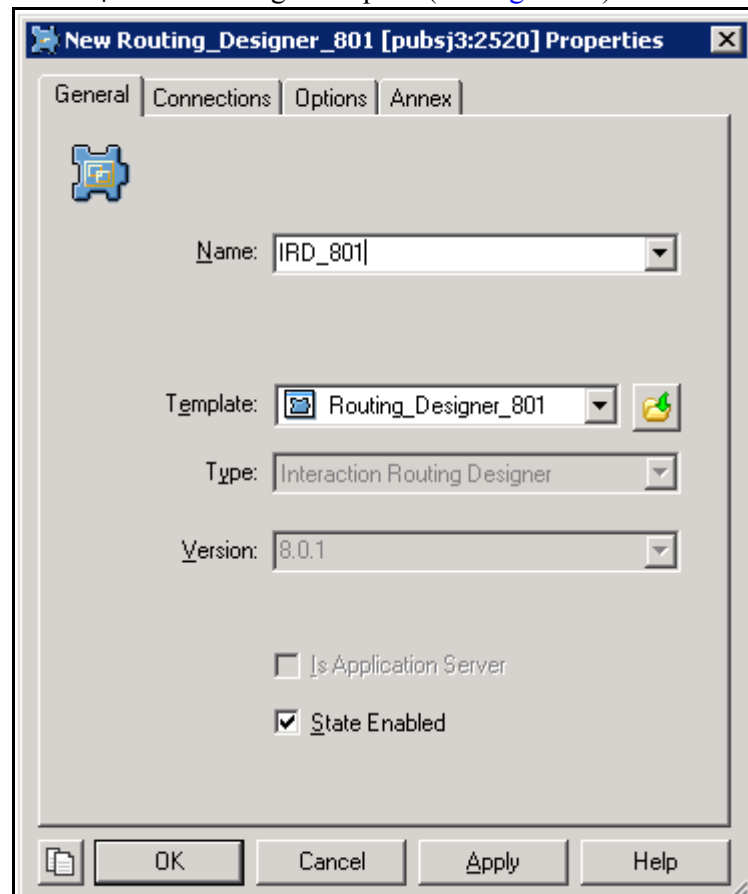 New Routing_Designer_801 [pubsj3:2520] Properties
General Connections Options Annex
Name: IRD_801
Template: Routing_Designer_801
Type: Interaction Routing Designer
Version: 8.0.1
Is Application Server
State Enabled
OK Cancel Apply Help